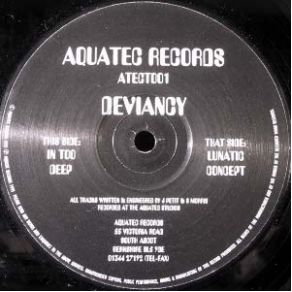 AQUATEC RECORDS
ATECT001
DEVIANCY
THIS SIDE:
IN TOO
DEEP
THAT SIDE:
LUNATIC
CONCEPT
ALL TRACKS WRITTEN & ENGINEERED BY J PETIT & B MORRIS
RECORDED AT THE AQUATEC STUDIOS
AQUATEC RECORDS
55 VICTORIA ROAD
SOUTH ASCOT
BERKSHIRE SL5 9DE
01344 27192 (TEL-FAX)